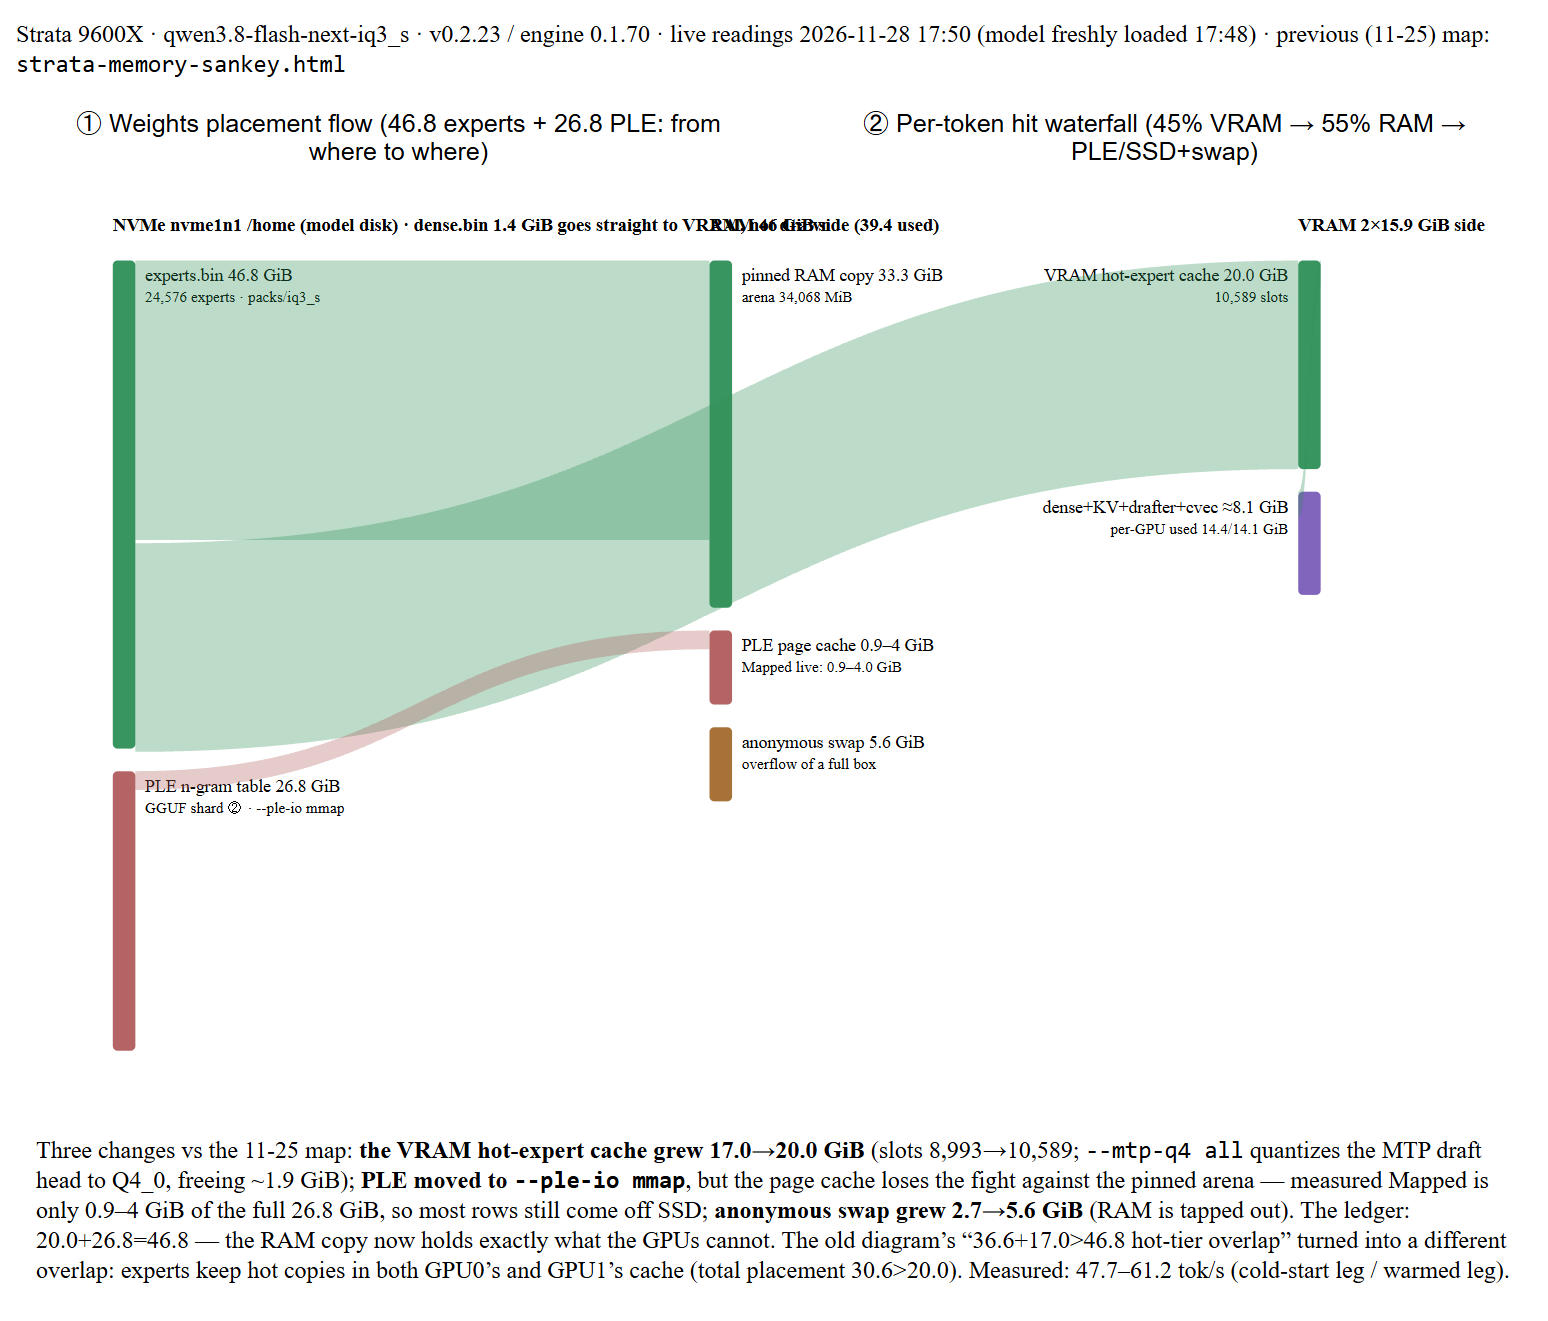 Strata 9600X · qwen3.8-flash-next-iq3_s · v0.2.23 / engine 0.1.70 · live readings 2026-11-28 17:50 (model freshly loaded 17:48) · previous (11-25) map:
strata-memory-sankey.html
① Weights placement flow (46.8 experts + 26.8 PLE: from
where to where)
② Per-token hit waterfall (45% VRAM → 55% RAM →
PLE/SSD+swap)
NVMe nvme1n1 /home (model disk) · dense.bin 1.4 GiB goes straight to
side (39.4 used)
VRAM 2×15.9 GiB side
experts.bin 46.8 GiB
24,576 experts · packs/iq3_s
pinned RAM copy 33.3 GiB
arena 34,068 MiB
VRAM hot-expert cache 20.0 GiB
10,589 slots
dense+KV+drafter+cvec ≈8.1 GiB
per-GPU used 14.4/14.1 GiB
PLE page cache 0.9–4 GiB
Mapped live: 0.9–4.0 GiB
anonymous swap 5.6 GiB
overflow of a full box
PLE n-gram table 26.8 GiB
GGUF shard ② · --ple-io mmap
Three changes vs the 11-25 map: the VRAM hot-expert cache grew 17.0→20.0 GiB (slots 8,993→10,589; --mtp-q4 all quantizes the MTP draft
head to Q4_0, freeing ~1.9 GiB); PLE moved to --ple-io mmap, but the page cache loses the fight against the pinned arena — measured Mapped is
only 0.9–4 GiB of the full 26.8 GiB, so most rows still come off SSD; anonymous swap grew 2.7→5.6 GiB (RAM is tapped out). The ledger:
20.0+26.8=46.8 — the RAM copy now holds exactly what the GPUs cannot. The old diagram’s “36.6+17.0>46.8 hot-tier overlap” turned into a different
overlap: experts keep hot copies in both GPU0’s and GPU1’s cache (total placement 30.6>20.0). Measured: 47.7–61.2 tok/s (cold-start leg / warmed leg).